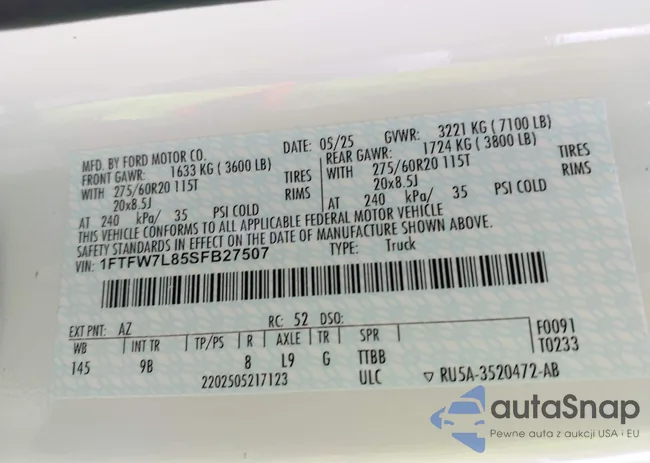 MFD. BY FORD MOTOR CO.
DATE: 05/25 GVWR: 3221 KG ( 7100 LB)
FRONT GAWR: 1633 KG ( 3600 LB) REAR GAWR: 1724 KG ( 3800 LB)
WITH 275/60R20 115T TIRES WITH 275/60R20 115T TIRES
20x8.5J RIMS 20x8.5J RIMS
AT 240 kPa/ 35 PSI COLD AT 240 kPa/ 35 PSI COLD
THIS VEHICLE CONFORMS TO ALL APPLICABLE FEDERAL MOTOR VEHICLE
SAFETY STANDARDS IN EFFECT ON THE DATE OF MANUFACTURE SHOWN ABOVE.
VIN: 1FTFW7L85SFB27507 TYPE: Truck
EXT PNT: AZ RC: 52 DSO: F0091
WB INT TR TP/PS R AXLE TR SPR T0233
145 9B 8 L9 G TTBB
2202505217123 ULC ▽ RU5A-3520472-AB
autaSnap
Pewne auta z aukcji USA i EU